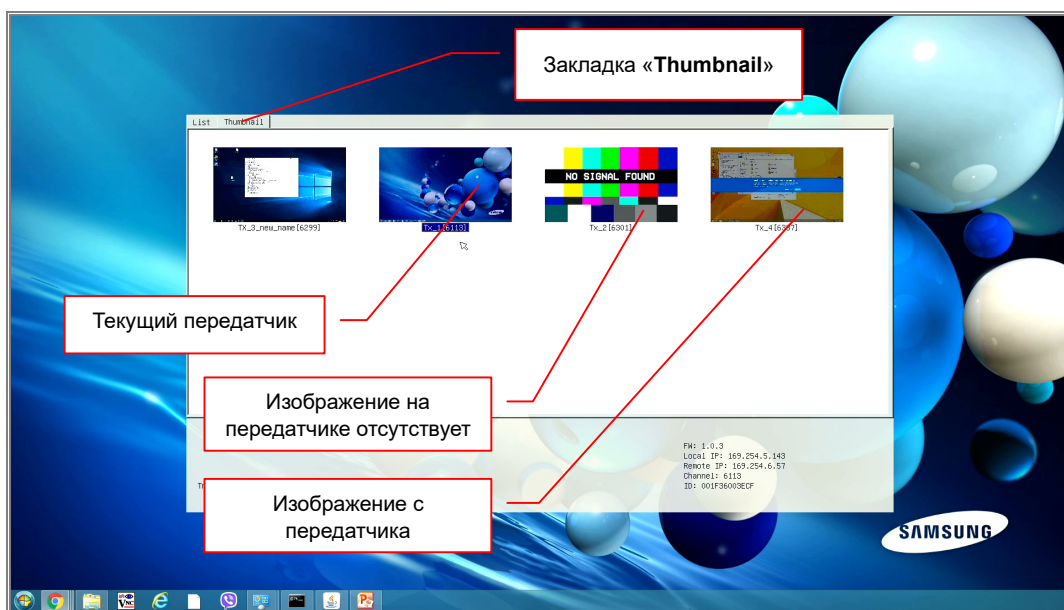 Закладка «Thumbnail»
List Thumbnail
NO SIGNAL FOUND
TX_3_new_name[6299]
Tx_1[6113]
Tx_2[6301]
Текущий передатчик
Изображение на
передатчике отсутствует
FW: 1.0.3
Local IP: 169.254.5.143
Remote IP: 169.254.6.57
Channel: 6113
ID: 001F36003ECF
Изображение с
передатчика
SAMSUNG